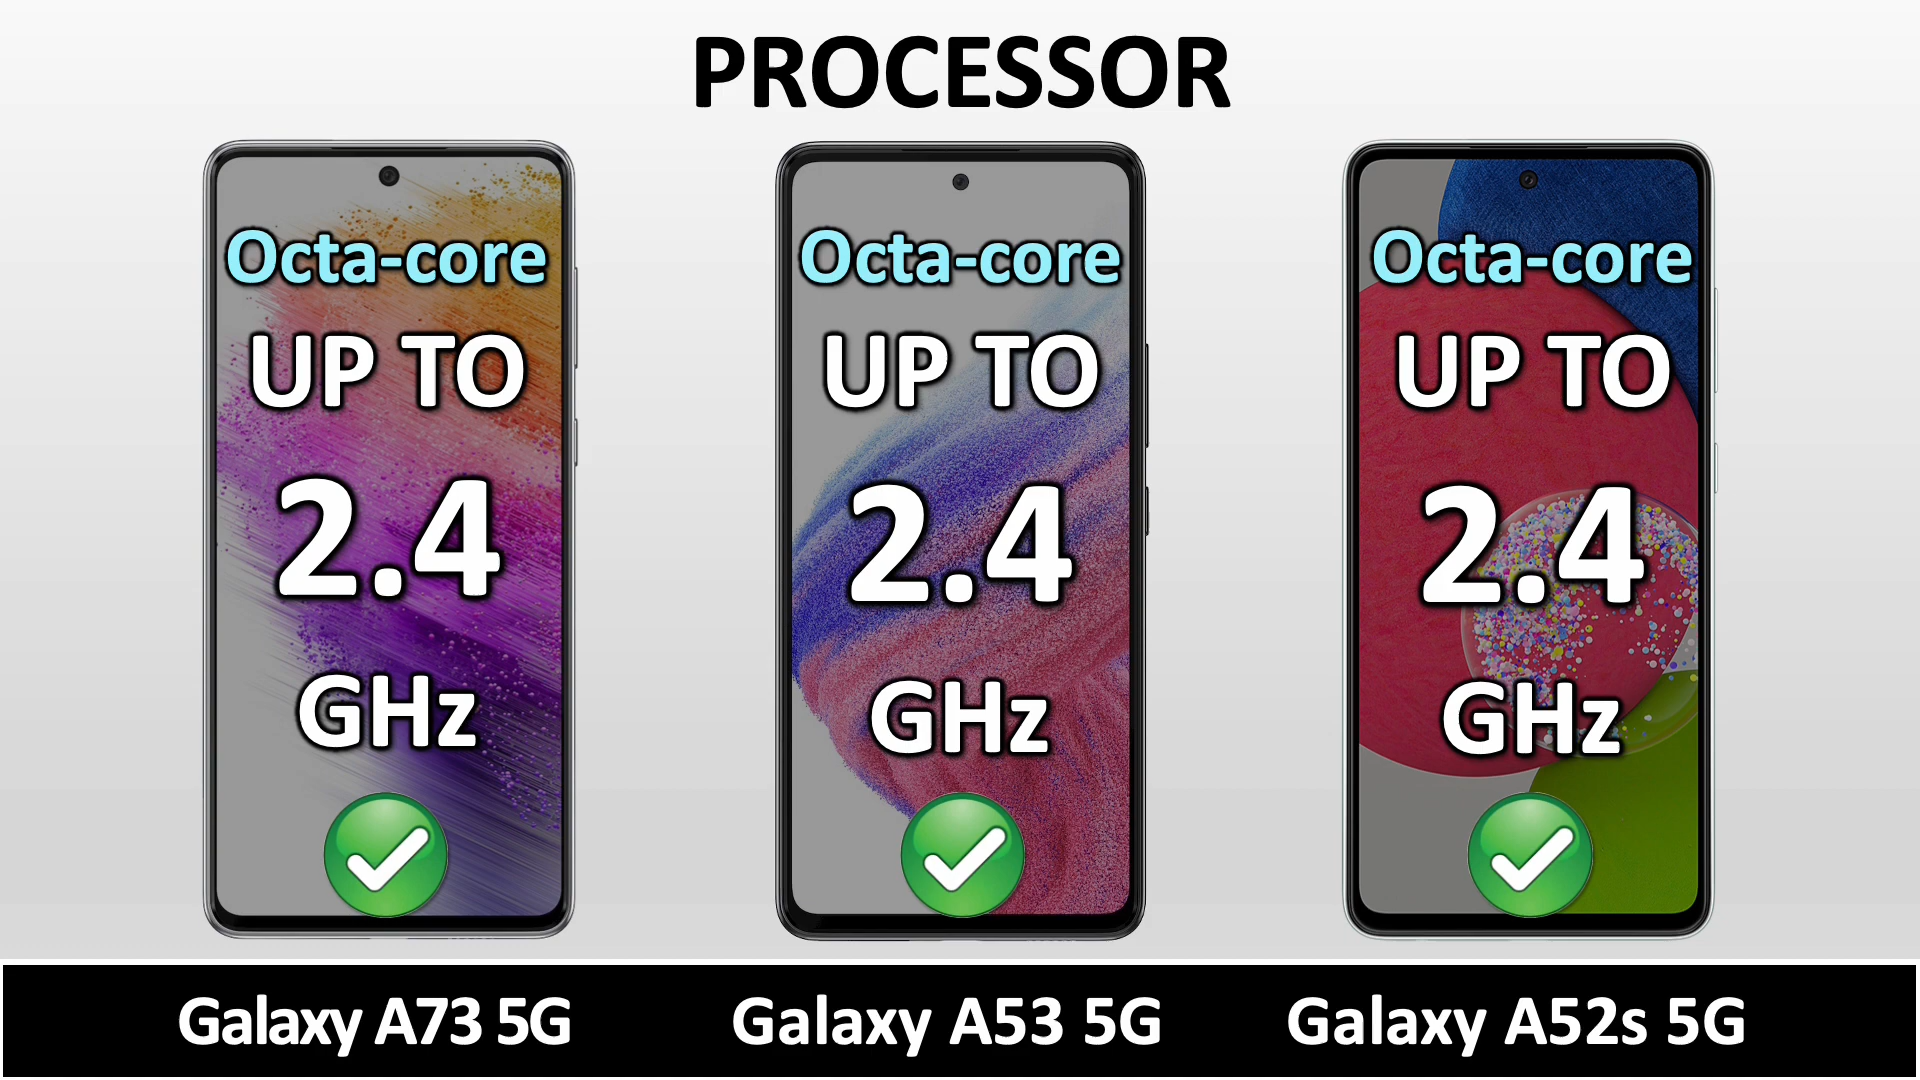 PROCESSOR
Octa-core
UP TO
2.4
GHz
Octa-core
UP TO
2.4
GHz
Octa-core
UP TO
2.4
GHz
Galaxy A73 5G
Galaxy A53 5G
Galaxy A52s 5G